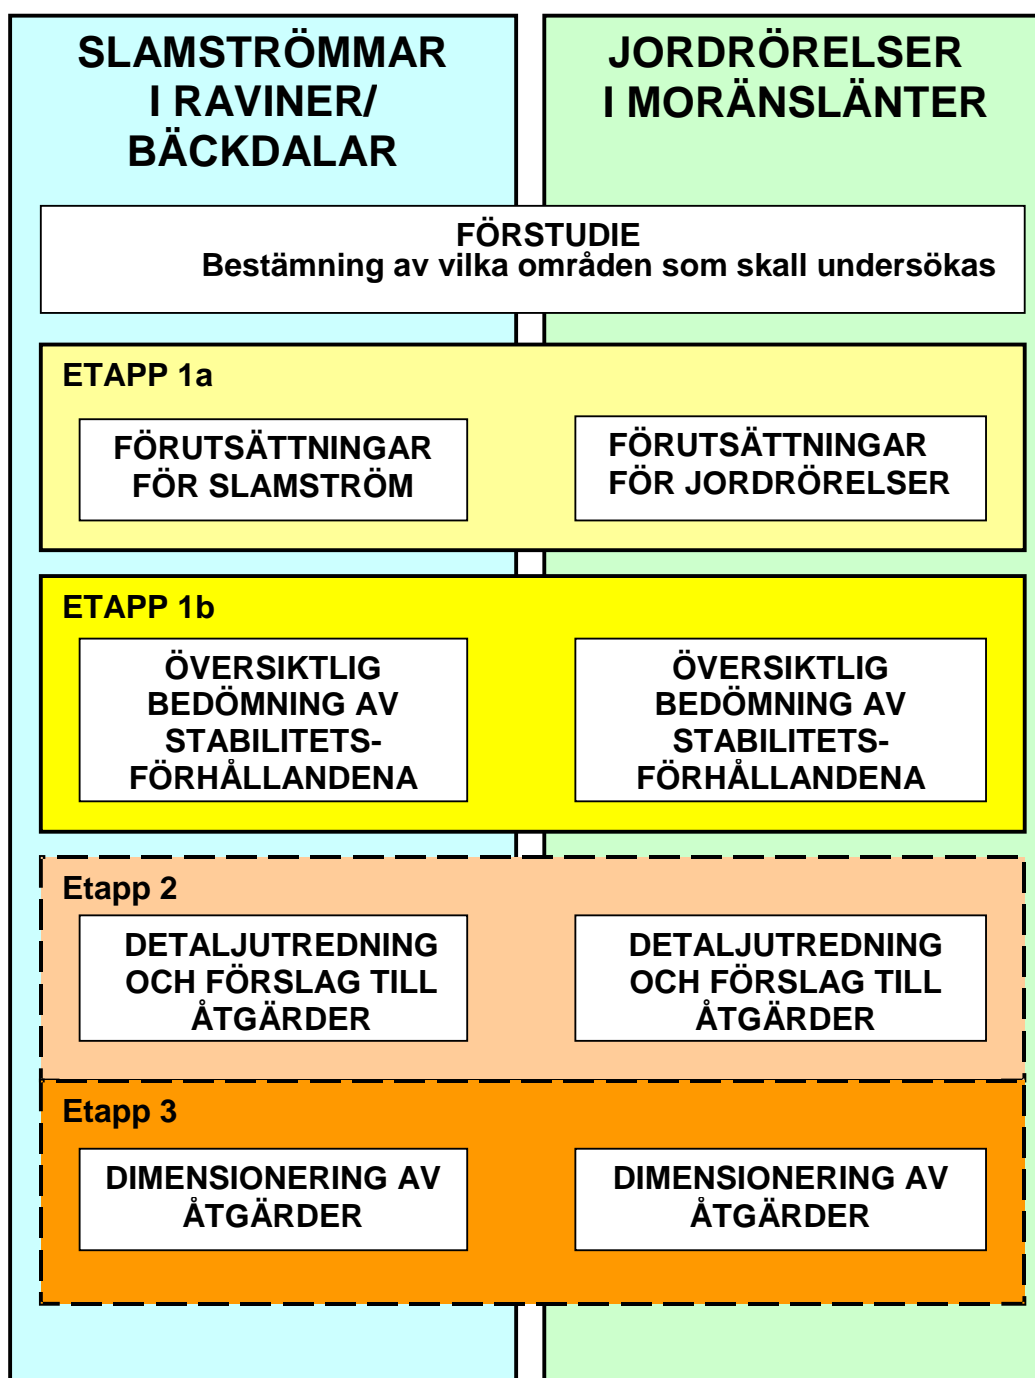 SLAMSTRÖMMAR
I RAVINER/
BÄCKDALAR
JORDRÖRELSER
I MORÄNSLÄNTER
FÖRSTUDIE
Bestämning av vilka områden som skall undersökas
ETAPP 1a
FÖRUTSÄTTNINGAR
FÖR SLAMSTRÖM
FÖRUTSÄTTNINGAR
FÖR JORDRÖRELSER
ETAPP 1b
ÖVERSIKTLIG
BEDÖMNING AV
STABILITETS-
FÖRHÅLLANDENA
ÖVERSIKTLIG
BEDÖMNING AV
STABILITETS-
FÖRHÅLLANDENA
Etapp 2
DETALJUTREDNING
OCH FÖRSLAG TILL
ÅTGÄRDER
DETALJUTREDNING
OCH FÖRSLAG TILL
ÅTGÄRDER
Etapp 3
DIMENSIONERING AV
ÅTGÄRDER
DIMENSIONERING AV
ÅTGÄRDER